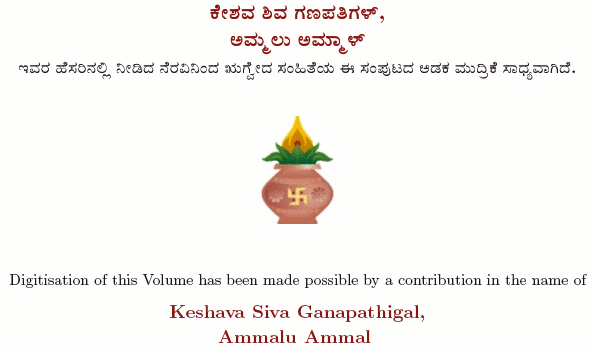 ಕೇಶವ ಶಿವ ಗಣಪತಿಗಳ್,
ಅಮ್ಮಲು ಅಮ್ಮಾಳ್
ಇವರ ಹೆಸರಿನಲ್ಲಿ ನೀಡಿದ ನೆರವಿನಿಂದ ಋಗ್ವೇದ ಸಂಹಿತೆಯ ಈ ಸಂಪುಟದ ಅಡಕ ಮುದ್ರಿಕೆ ಸಾಧ್ಯವಾಗಿದೆ.
Digitisation of this Volume has been made possible by a contribution in the name of
Keshava Siva Ganapathigal,
Ammalu Ammal